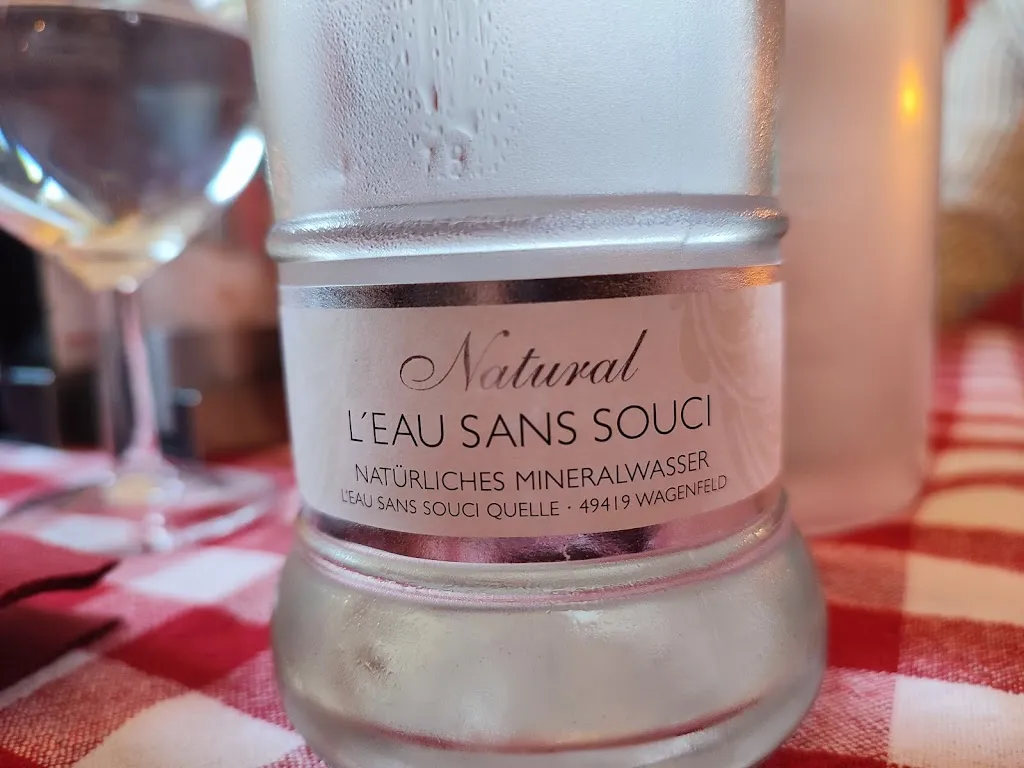 Natural
L´EAU SANS SOUCI
NATÜRLICHES MINERALWASSER
L'EAU SANS SOUCI QUELLE · 49419 WAGENFELD